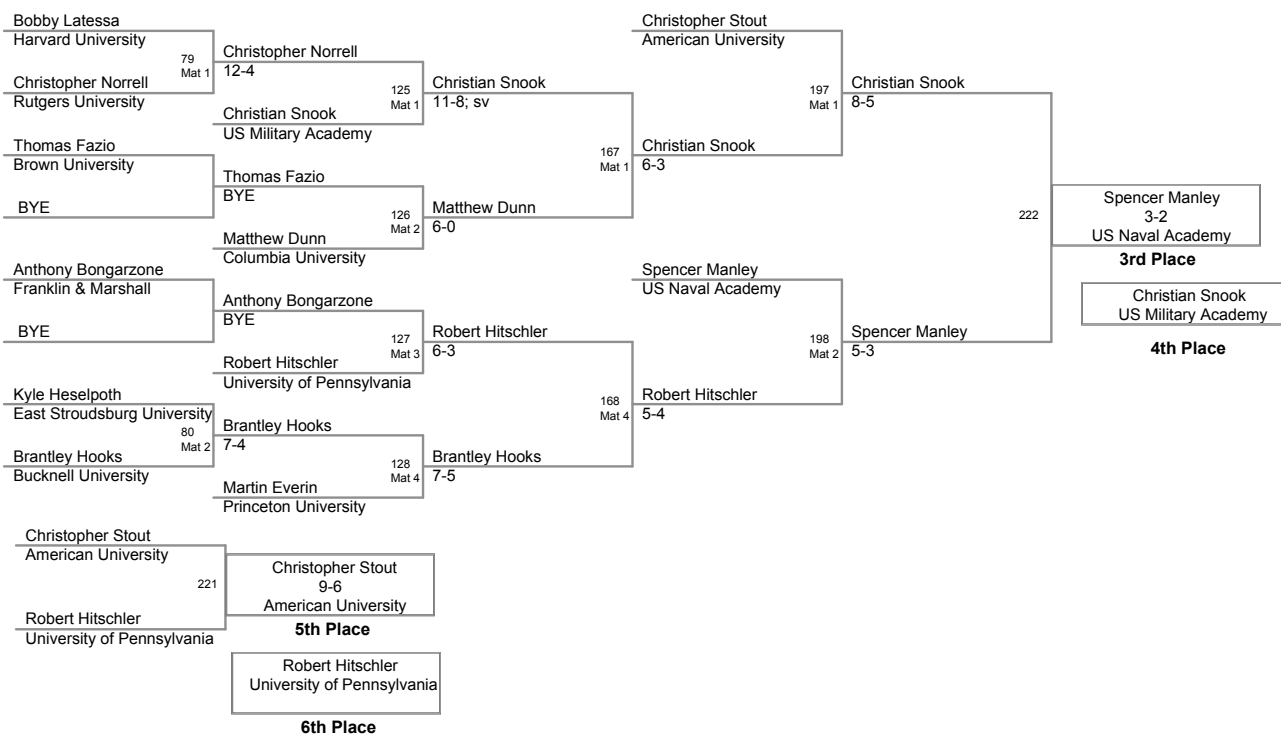 Bobby Latessa
Harvard University
79
Mat 1
Christopher Norrell
Rutgers University
Christopher Norrell
12-4
125
Mat 1
Christian Snook
US Military Academy
Christian Snook
11-8; sv
Thomas Fazio
Brown University
BYE
Thomas Fazio
BYE
126
Mat 2
Matthew Dunn
Columbia University
Matthew Dunn
6-0
167
Mat 1
Christian Snook
6-3
Christopher Stout
American University
197
Mat 1
Christian Snook
8-5
Anthony Bongarzone
Franklin & Marshall
BYE
Anthony Bongarzone
BYE
127
Mat 3
Robert Hitschler
University of Pennsylvania
Robert Hitschler
6-3
Kyle Heselpoth
East Stroudsburg University
80
Mat 2
Brantley Hooks
Bucknell University
Brantley Hooks
7-4
128
Mat 4
Martin Everin
Princeton University
Brantley Hooks
7-5
168
Mat 4
Robert Hitschler
5-4
Spencer Manley
US Naval Academy
198
Mat 2
Spencer Manley
5-3
222
Spencer Manley
3-2
US Naval Academy
3rd Place
Christian Snook
US Military Academy
4th Place
Christopher Stout
American University
221
Robert Hitschler
University of Pennsylvania
Christopher Stout
9-6
American University
5th Place
Robert Hitschler
University of Pennsylvania
6th Place